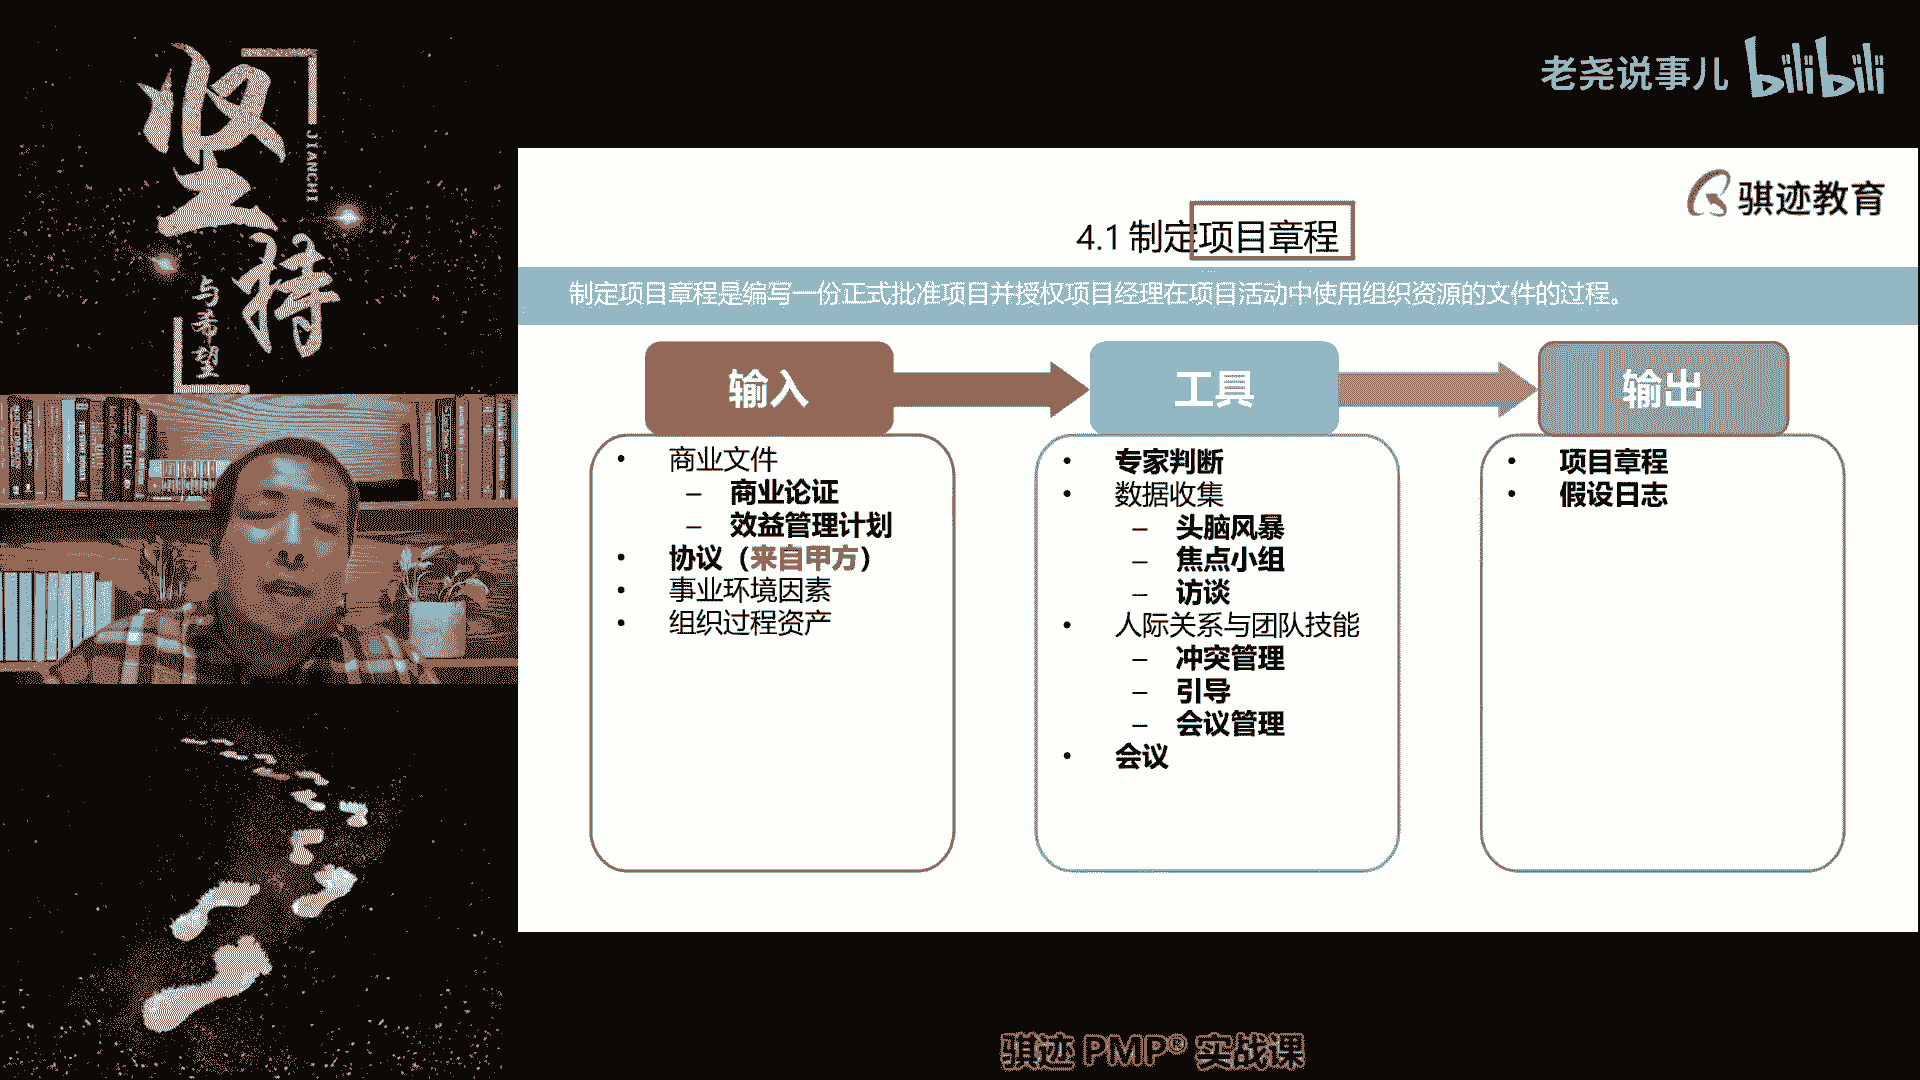 坚持
JIANCHI
与希望
老尧说事儿 bilibili
骐迹教育
4.1 制定项目章程
制定项目章程是编写一份正式批准项目并授权项目经理在项目活动中使用组织资源的文件的过程。
输入
• 商业文件
– 商业论证
– 效益管理计划
• 协议（来自甲方）
• 事业环境因素
• 组织过程资产
工具
• 专家判断
• 数据收集
– 头脑风暴
– 焦点小组
– 访谈
• 人际关系与团队技能
– 冲突管理
– 引导
– 会议管理
• 会议
输出
• 项目章程
• 假设日志
骐迹 PMP® 实战课